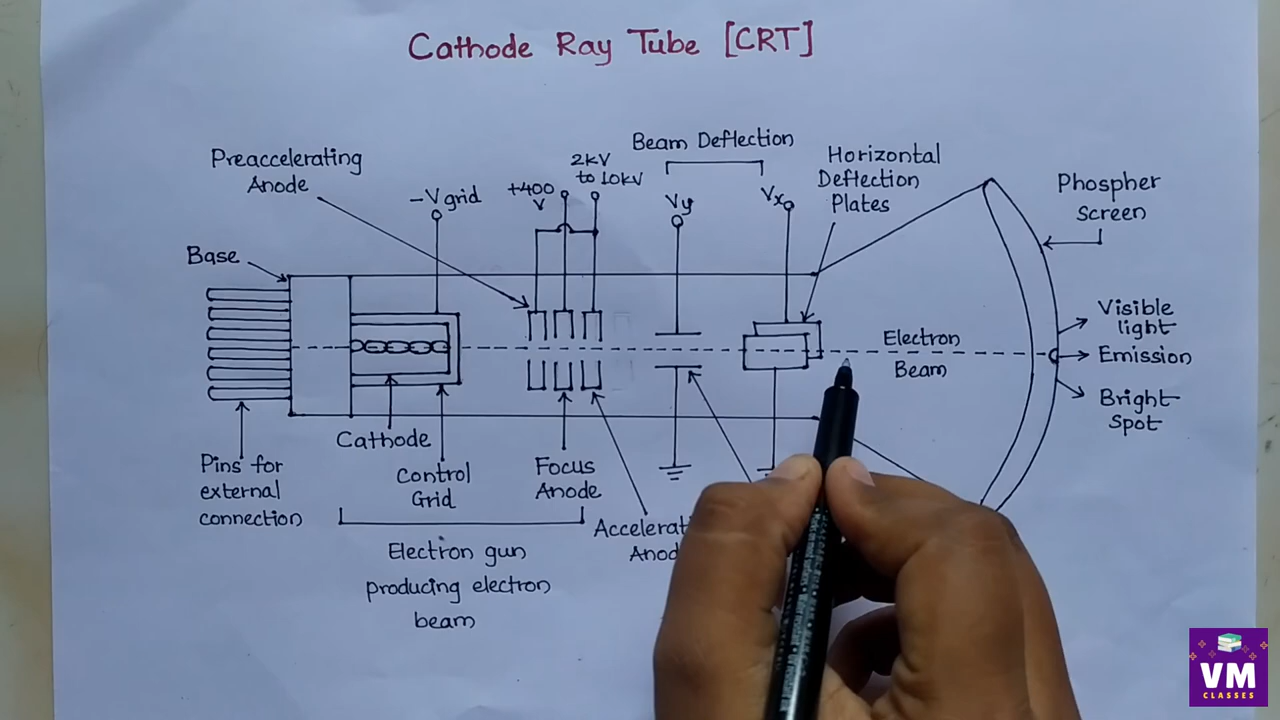 Cathode Ray Tube [CRT]
Beam Deflection
Preaccelerating
Anode
-Vgrid
+400
V
2kV
to 10kV
Vy
Vx
Horizontal
Deflection
Plates
Phospher
Screen
Base
Visible
light
Emission
Bright
Spot
Electron
Beam
Cathode
Control
Grid
Focus
Anode
Pins for
external
connection
Electron gun
producing electron
beam
VM
CLASSES